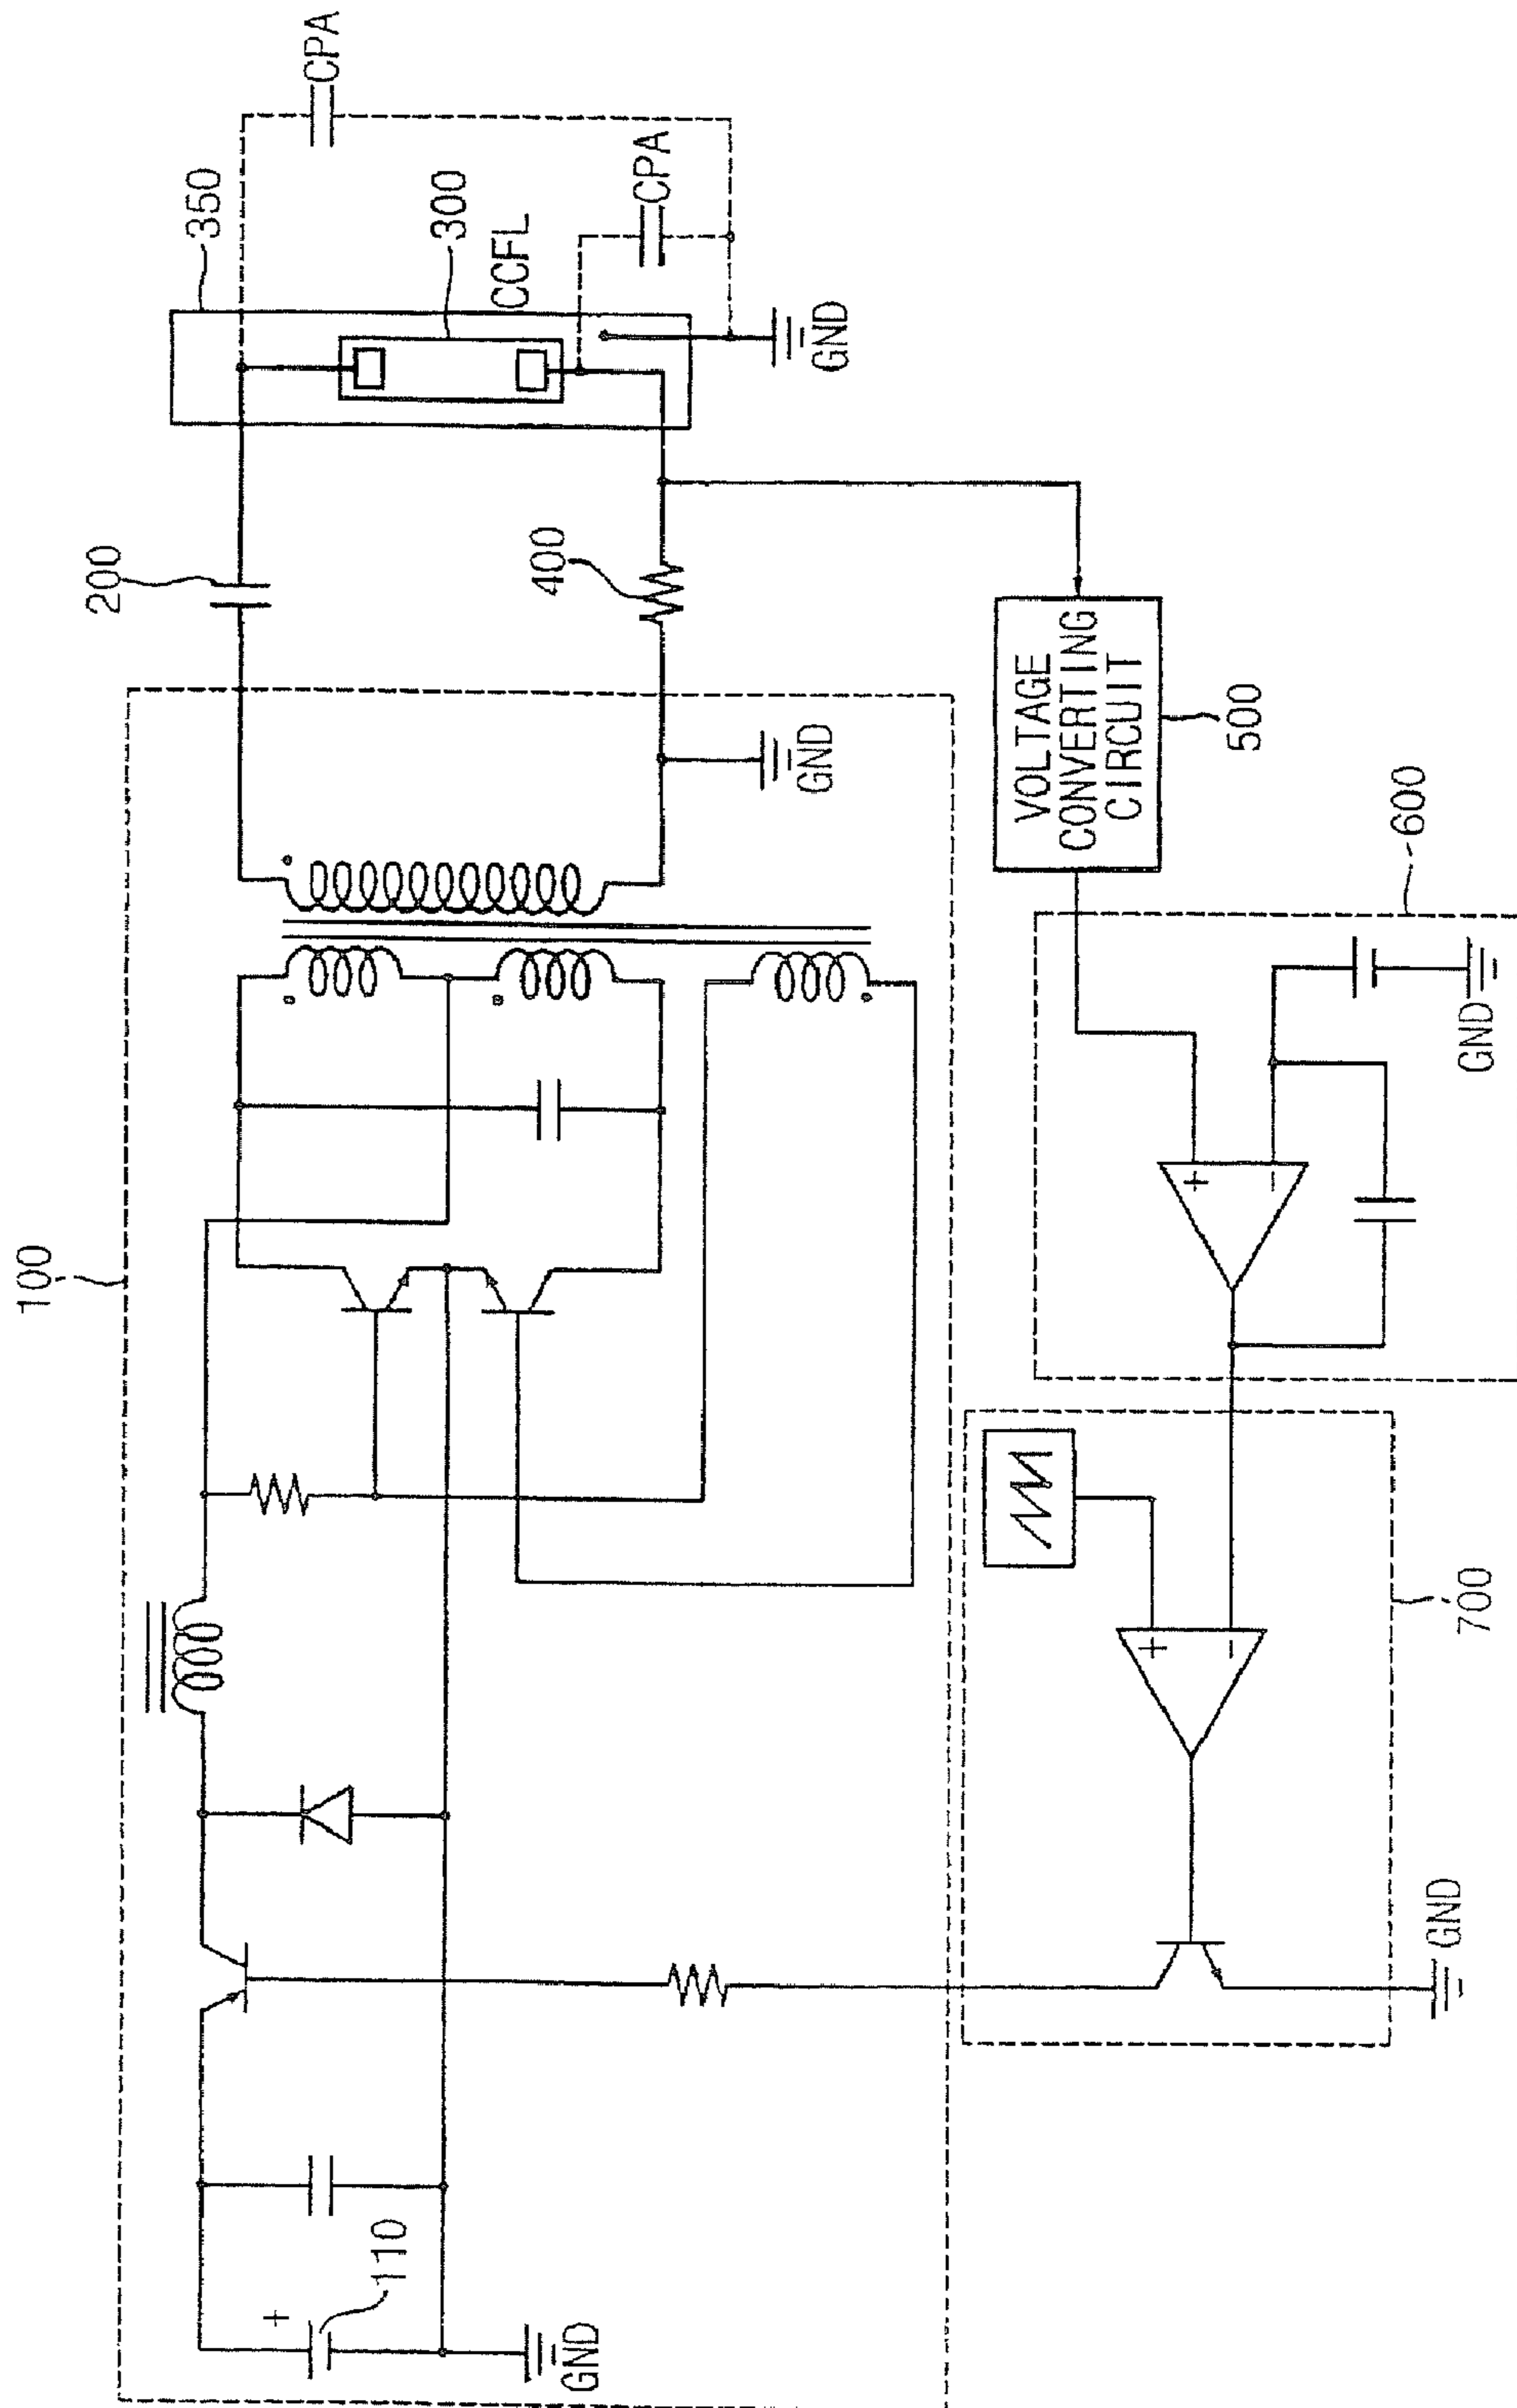 100
110
+
GND
200
GND
400
350
300
CCFL
CPA
CPA
GND
VOLTAGE
CONVERTING
CIRCUIT
500
600
+
-
GND
700
+
-
GND